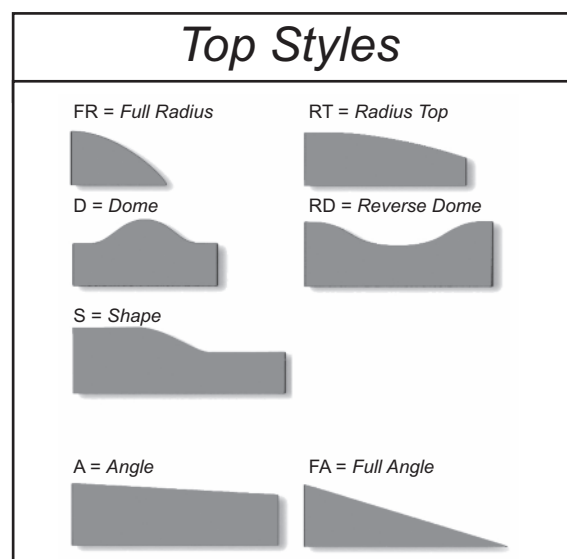 Top Styles
FR = Full Radius
RT = Radius Top
D = Dome
RD = Reverse Dome
S = Shape
A = Angle
FA = Full Angle